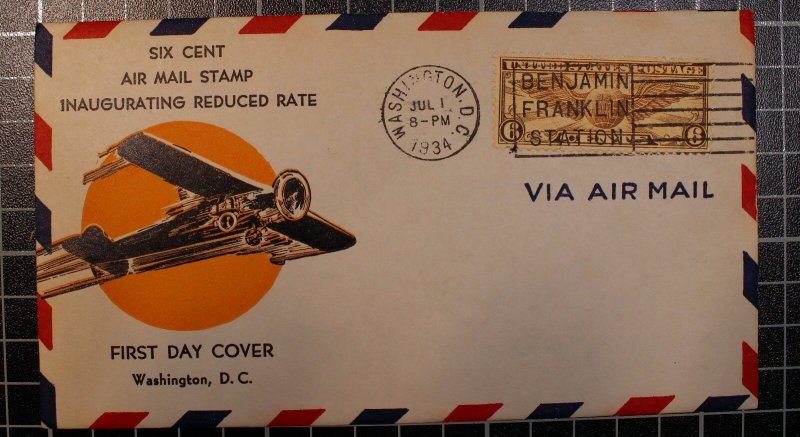 SIX CENT
AIR MAIL STAMP
INAUGURATING REDUCED RATE
WASHINGTON, D.C.
JUL 1
8-PM
1934
POSTAGE
BENJAMIN
FRANKLIN
STATION
6 6
VIA AIR MAIL
FIRST DAY COVER
Washington, D. C.